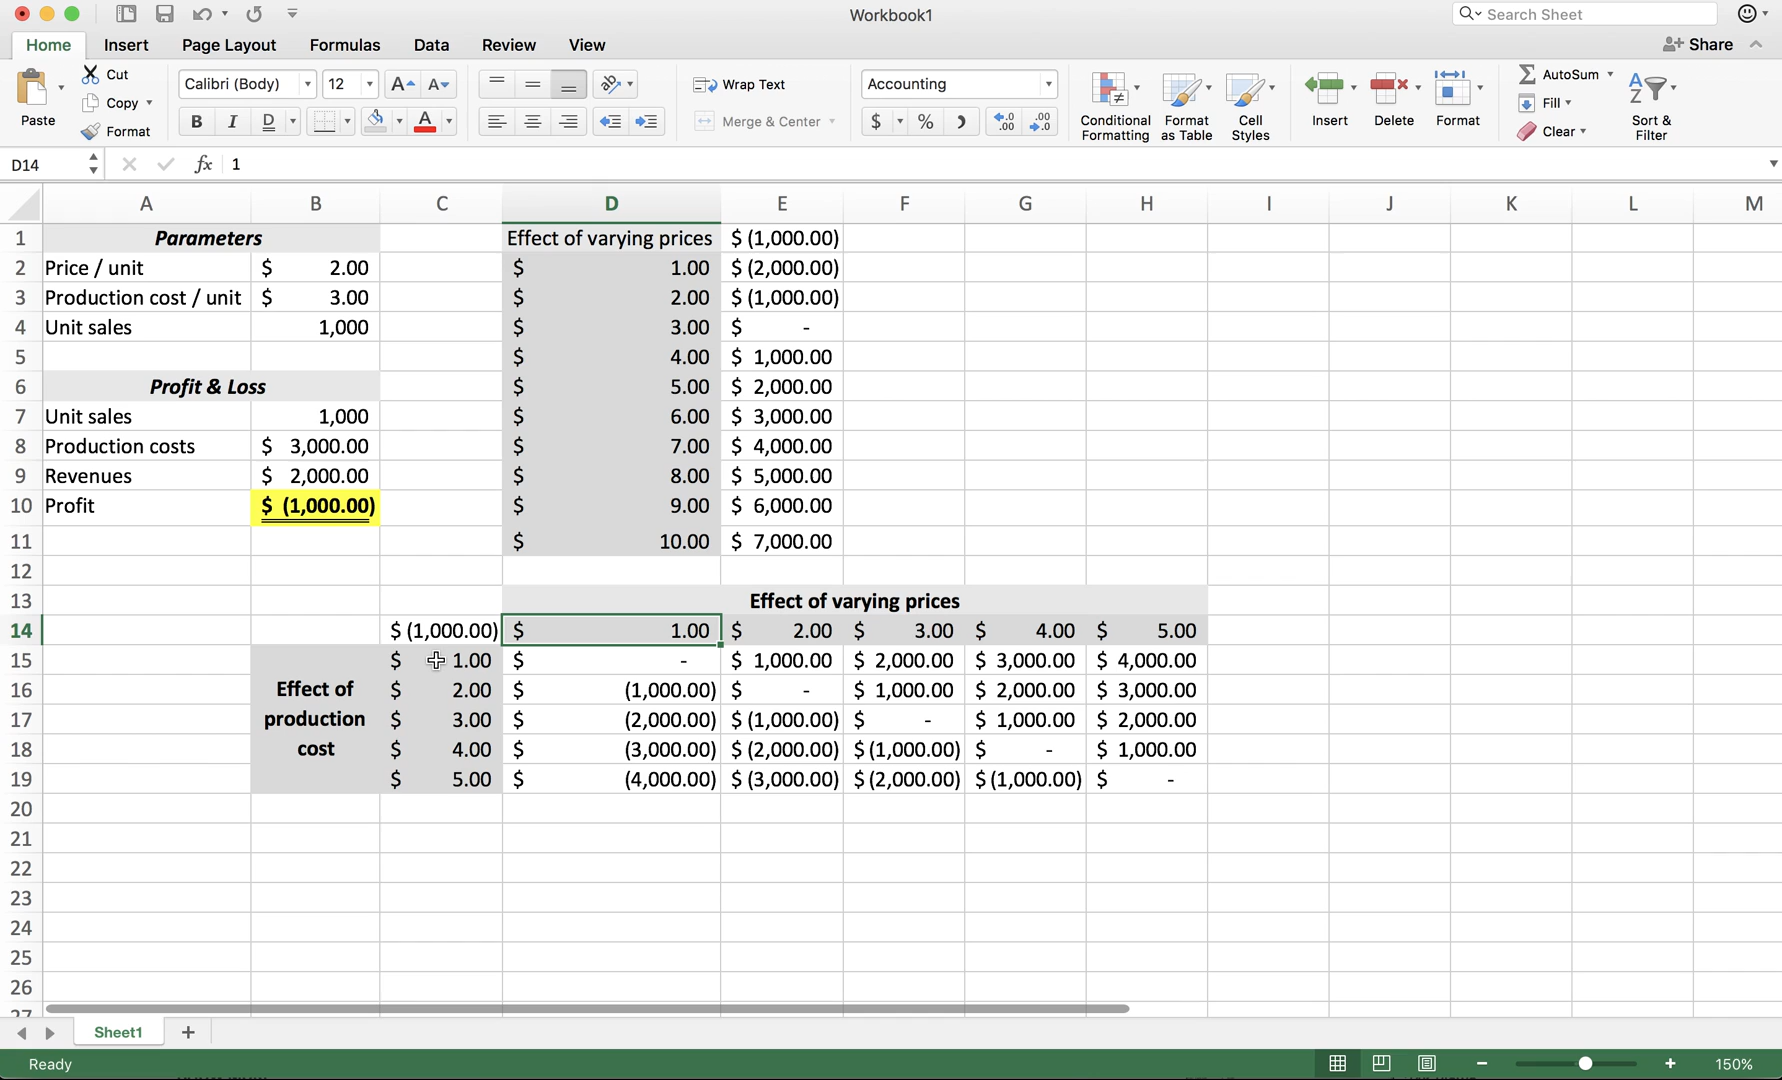 Workbook1
Search Sheet
Home Insert Page Layout Formulas Data Review View
Share
Paste
Cut
Copy
Format
Calibri (Body) 12
A A
B I D A
ab
Wrap Text
Merge & Center
Accounting
$ % )
.0 .00
.00 .0
Conditional Formatting
Format as Table
Cell Styles
Insert
Delete
Format
AutoSum
Fill
Clear
A Z
Sort & Filter
D14 fx 1
A B C D E F G H I J K L M
1 Parameters Effect of varying prices $ (1,000.00)
2 Price / unit $ 2.00 $ 1.00 $ (2,000.00)
3 Production cost / unit $ 3.00 $ 2.00 $ (1,000.00)
4 Unit sales 1,000 $ 3.00 $ -
5 $ 4.00 $ 1,000.00
6 Profit & Loss $ 5.00 $ 2,000.00
7 Unit sales 1,000 $ 6.00 $ 3,000.00
8 Production costs $ 3,000.00 $ 7.00 $ 4,000.00
9 Revenues $ 2,000.00 $ 8.00 $ 5,000.00
10 Profit $ (1,000.00) $ 9.00 $ 6,000.00
11 $ 10.00 $ 7,000.00
12
13 Effect of varying prices
14 $ (1,000.00) $ 1.00 $ 2.00 $ 3.00 $ 4.00 $ 5.00
15 $ 1.00 $ - $ 1,000.00 $ 2,000.00 $ 3,000.00 $ 4,000.00
16 Effect of $ 2.00 $ (1,000.00) $ - $ 1,000.00 $ 2,000.00 $ 3,000.00
17 production $ 3.00 $ (2,000.00) $ (1,000.00) $ - $ 1,000.00 $ 2,000.00
18 cost $ 4.00 $ (3,000.00) $ (2,000.00) $ (1,000.00) $ - $ 1,000.00
19 $ 5.00 $ (4,000.00) $ (3,000.00) $ (2,000.00) $ (1,000.00) $ -
20
21
22
23
24
25
26
27
Sheet1 +
Ready
150%